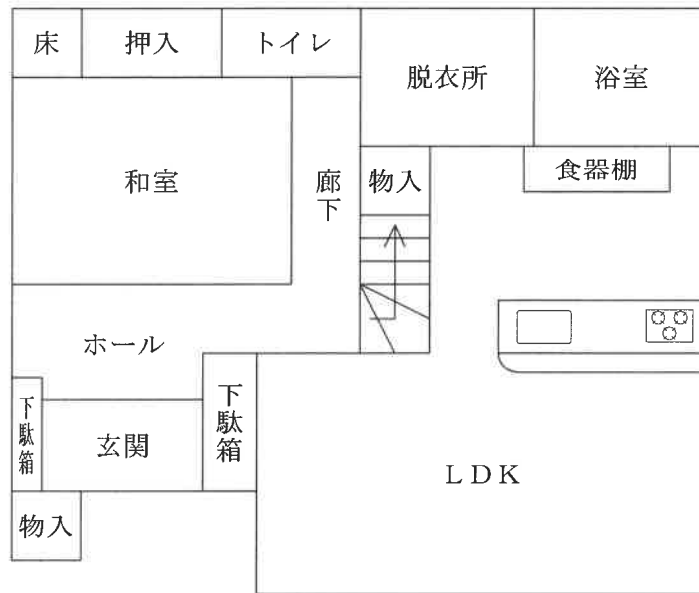 床
押入
トイレ
脱衣所
浴室
和室
廊下
物入
食器棚
ホール
下駄箱
玄関
下駄箱
LDK
物入